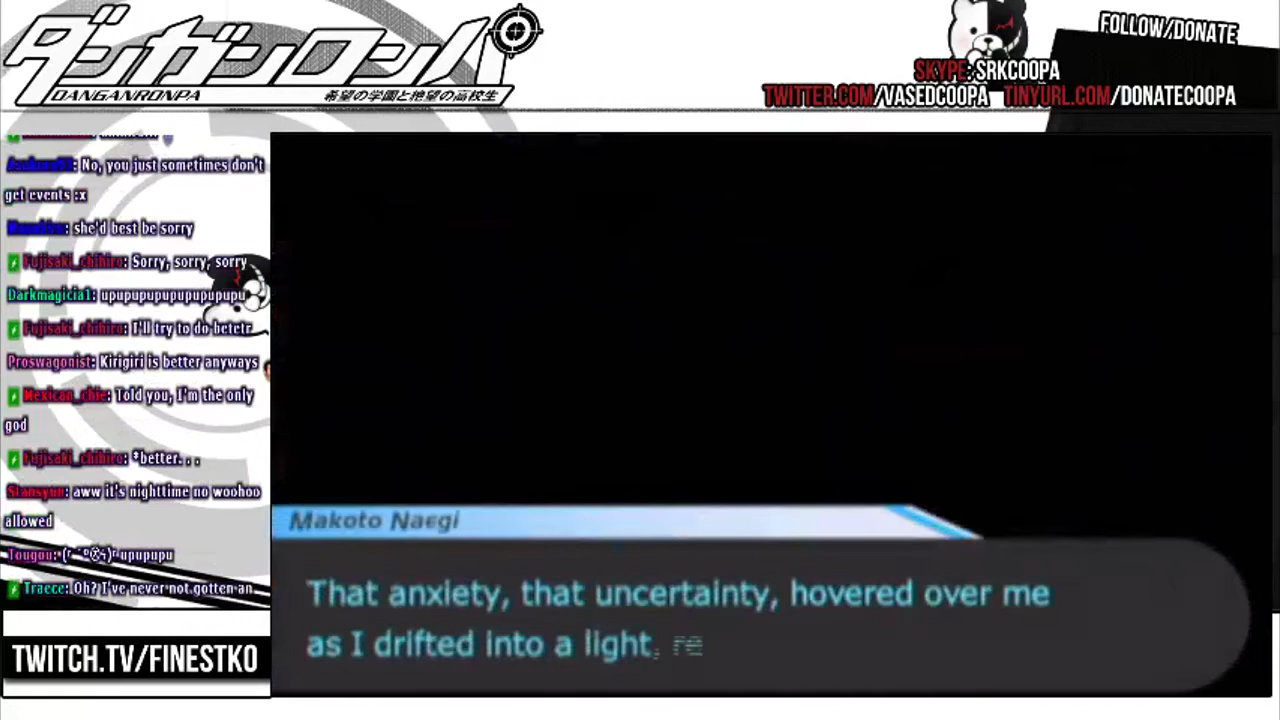 ダンガンロンパ
DANGANRONPA
希望の学園と絶望の高校生
FOLLOW/DONATE
SKYPE: SRKCOOPA
TWITTER.COM/VASEDCOOPA TINYURL.COM/DONATECOOPA
No, you just sometimes don't
get events :x
she'd best be sorry
Fujisaki_chihiro: Sorry, sorry, sorry
Darkmagicia1: upupupupupupupupu
Fujisaki_chihiro: I'll try to do betetr
Proswagonist: Kirigiri is better anyways
Mexican_chie: Told you, I'm the only
god
Fujisaki_chihiro: *better. . .
Stansyun: aww it's nighttime no woohoo
allowed
Tougou: upupupu
Traece: Oh? I've never not gotten an
TWITCH.TV/FINESTKO
Makoto Naegi
That anxiety, that uncertainty, hovered over me
as I drifted into a light, re